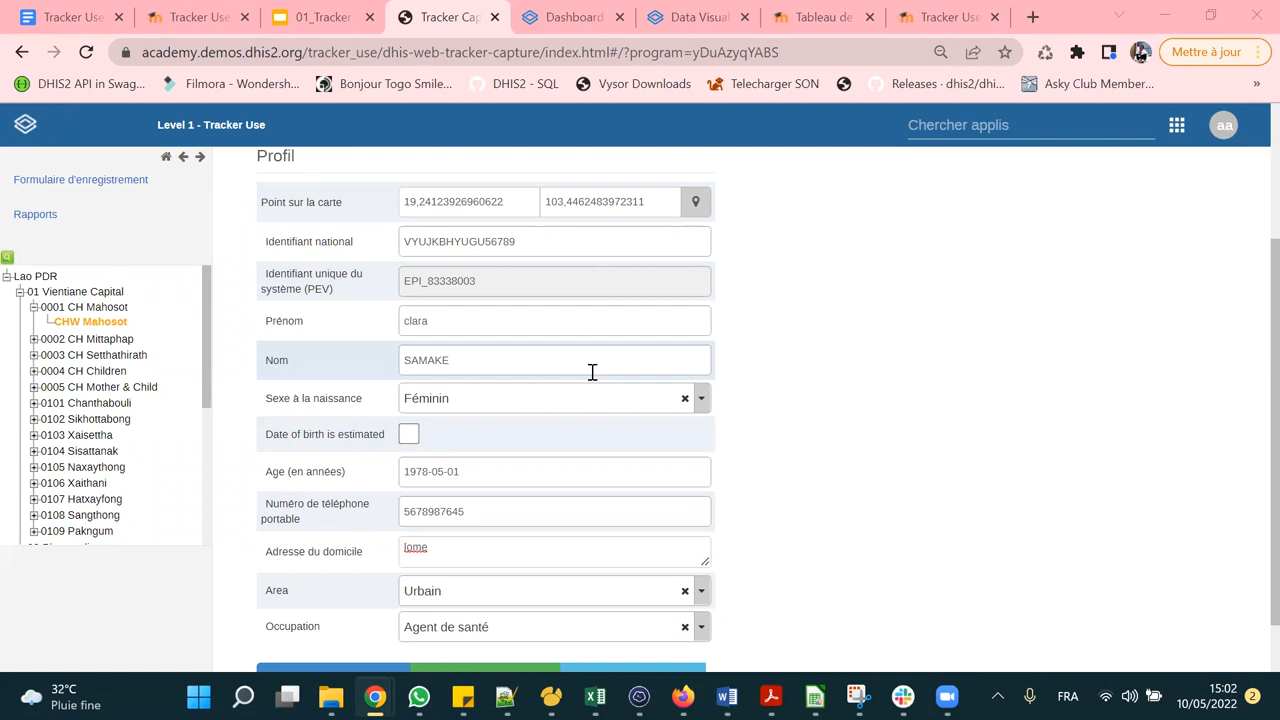 Tracker Use
Tracker Use
01_Tracker
Tracker Cap
Dashboard
Data Visual
Tableau de
Tracker Use
academy.demos.dhis2.org/tracker_use/dhis-web-tracker-capture/index.html#/?program=yDuAzyqYABS
Mettre à jour
DHIS2 API in Swag...
Filmora - Wondersh...
Bonjour Togo Smile...
DHIS2 - SQL
Vysor Downloads
Telecharger SON
Releases · dhis2/dhi...
Asky Club Member...
»
Level 1 - Tracker Use
Chercher applis
aa
Formulaire d'enregistrement
Rapports
Lao PDR
01 Vientiane Capital
0001 CH Mahosot
CHW Mahosot
0002 CH Mittaphap
0003 CH Setthathirath
0004 CH Children
0005 CH Mother & Child
0101 Chanthabouli
0102 Sikhottabong
0103 Xaisettha
0104 Sisattanak
0105 Naxaythong
0106 Xaithani
0107 Hatxayfong
0108 Sangthong
0109 Pakngum
Profil
Point sur la carte
19,24123926960622
103,4462483972311
Identifiant national
VYUJKBHYUGU56789
Identifiant unique du
système (PEV)
EPI_83338003
Prénom
clara
Nom
SAMAKE
Sexe à la naissance
Féminin
Date of birth is estimated
Age (en années)
1978-05-01
Numéro de téléphone
portable
5678987645
Adresse du domicile
lome
Area
Urbain
Occupation
Agent de santé
32°C
Pluie fine
FRA
15:02
10/05/2022
2